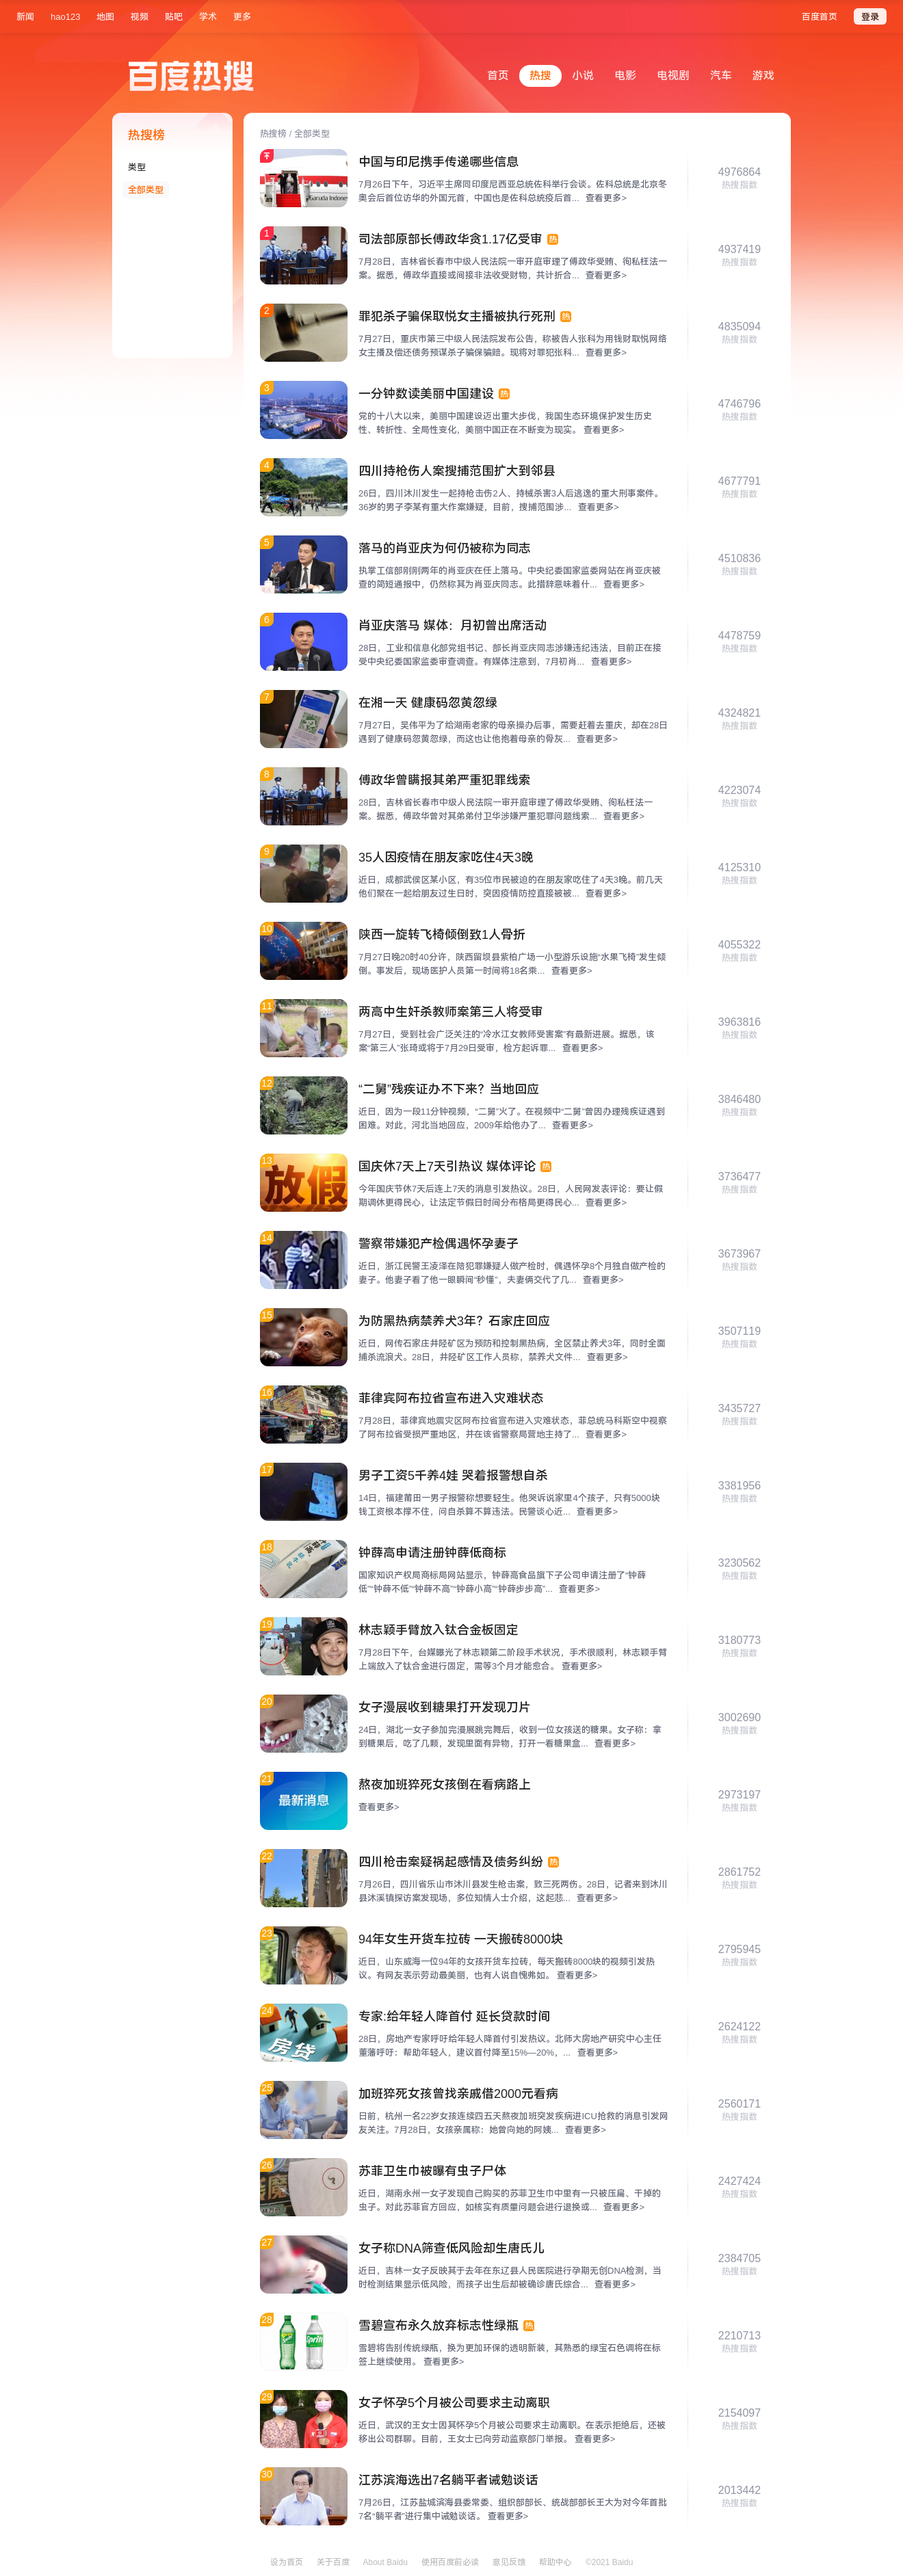 新闻 hao123 地图 视频 贴吧 学术 更多 百度首页 登录
百度热搜
首页 热搜 小说 电影 电视剧 汽车 游戏
热搜榜
类型
全部类型
热搜榜 / 全部类型
中国与印尼携手传递哪些信息
7月26日下午，习近平主席同印度尼西亚总统佐科举行会谈。佐科总统是北京冬
奥会后首位访华的外国元首，中国也是佐科总统疫后首... 查看更多>
4976864
热搜指数
1
司法部原部长傅政华贪1.17亿受审 热
7月28日，吉林省长春市中级人民法院一审开庭审理了傅政华受贿、徇私枉法一
案。据悉，傅政华直接或间接非法收受财物，共计折合... 查看更多>
4937419
热搜指数
2
罪犯杀子骗保取悦女主播被执行死刑 热
7月27日，重庆市第三中级人民法院发布公告，称被告人张科为用钱财取悦网络
女主播及偿还债务预谋杀子骗保骗赔。现将对罪犯张科... 查看更多>
4835094
热搜指数
3
一分钟数读美丽中国建设 热
党的十八大以来，美丽中国建设迈出重大步伐，我国生态环境保护发生历史
性、转折性、全局性变化，美丽中国正在不断变为现实。 查看更多>
4746796
热搜指数
4
四川持枪伤人案搜捕范围扩大到邻县
26日，四川沐川发生一起持枪击伤2人、持械杀害3人后逃逸的重大刑事案件。
36岁的男子李某有重大作案嫌疑，目前，搜捕范围涉... 查看更多>
4677791
热搜指数
5
落马的肖亚庆为何仍被称为同志
执掌工信部刚刚两年的肖亚庆在任上落马。中央纪委国家监委网站在肖亚庆被
查的简短通报中，仍然称其为肖亚庆同志。此措辞意味着什... 查看更多>
4510836
热搜指数
6
肖亚庆落马 媒体：月初曾出席活动
28日，工业和信息化部党组书记、部长肖亚庆同志涉嫌违纪违法，目前正在接
受中央纪委国家监委审查调查。有媒体注意到，7月初肖... 查看更多>
4478759
热搜指数
7
在湘一天 健康码忽黄忽绿
7月27日，吴伟平为了给湖南老家的母亲操办后事，需要赶着去重庆，却在28日
遇到了健康码忽黄忽绿，而这也让他抱着母亲的骨灰... 查看更多>
4324821
热搜指数
8
傅政华曾瞒报其弟严重犯罪线索
28日，吉林省长春市中级人民法院一审开庭审理了傅政华受贿、徇私枉法一
案。据悉，傅政华曾对其弟弟付卫华涉嫌严重犯罪问题线索... 查看更多>
4223074
热搜指数
9
35人因疫情在朋友家吃住4天3晚
近日，成都武侯区某小区，有35位市民被迫的在朋友家吃住了4天3晚。前几天
他们聚在一起给朋友过生日时，突因疫情防控直接被被... 查看更多>
4125310
热搜指数
10
陕西一旋转飞椅倾倒致1人骨折
7月27日晚20时40分许，陕西留坝县紫柏广场一小型游乐设施“水果飞椅”发生倾
倒。事发后，现场医护人员第一时间将18名乘... 查看更多>
4055322
热搜指数
11
两高中生奸杀教师案第三人将受审
7月27日，受到社会广泛关注的“冷水江女教师受害案”有最新进展。据悉，该
案“第三人”张琦或将于7月29日受审，检方起诉罪... 查看更多>
3963816
热搜指数
12
“二舅”残疾证办不下来？当地回应
近日，因为一段11分钟视频，“二舅”火了。在视频中“二舅”曾因办理残疾证遇到
困难。对此，河北当地回应，2009年给他办了... 查看更多>
3846480
热搜指数
13
放假
国庆休7天上7天引热议 媒体评论 热
今年国庆节休7天后连上7天的消息引发热议。28日，人民网发表评论：要让假
期调休更得民心，让法定节假日时间分布格局更得民心... 查看更多>
3736477
热搜指数
14
警察带嫌犯产检偶遇怀孕妻子
近日，浙江民警王凌泽在陪犯罪嫌疑人做产检时，偶遇怀孕8个月独自做产检的
妻子。他妻子看了他一眼瞬间“秒懂”，夫妻俩交代了几... 查看更多>
3673967
热搜指数
15
为防黑热病禁养犬3年？石家庄回应
近日，网传石家庄井陉矿区为预防和控制黑热病，全区禁止养犬3年，同时全面
捕杀流浪犬。28日，井陉矿区工作人员称，禁养犬文件... 查看更多>
3507119
热搜指数
16
菲律宾阿布拉省宣布进入灾难状态
7月28日，菲律宾地震灾区阿布拉省宣布进入灾难状态，菲总统马科斯空中视察
了阿布拉省受损严重地区，并在该省警察局营地主持了... 查看更多>
3435727
热搜指数
17
男子工资5千养4娃 哭着报警想自杀
14日，福建莆田一男子报警称想要轻生。他哭诉说家里4个孩子，只有5000块
钱工资根本撑不住，问自杀算不算违法。民警谈心近... 查看更多>
3381956
热搜指数
18
钟薛高申请注册钟薛低商标
国家知识产权局商标局网站显示，钟薛高食品旗下子公司申请注册了“钟薛
低”“钟薛不低”“钟薛不高”“钟薛小高”“钟薛步步高”... 查看更多>
3230562
热搜指数
19
林志颖手臂放入钛合金板固定
7月28日下午，台媒曝光了林志颖第二阶段手术状况，手术很顺利，林志颖手臂
上端放入了钛合金进行固定，需等3个月才能愈合。 查看更多>
3180773
热搜指数
20
女子漫展收到糖果打开发现刀片
24日，湖北一女子参加完漫展跳完舞后，收到一位女孩送的糖果。女子称：拿
到糖果后，吃了几颗，发现里面有异物，打开一看糖果盒... 查看更多>
3002690
热搜指数
21
最新消息
熬夜加班猝死女孩倒在看病路上
查看更多>
2973197
热搜指数
22
四川枪击案疑祸起感情及债务纠纷 热
7月26日，四川省乐山市沐川县发生枪击案，致三死两伤。28日，记者来到沐川
县沐溪镇探访案发现场，多位知情人士介绍，这起悲... 查看更多>
2861752
热搜指数
23
94年女生开货车拉砖 一天搬砖8000块
近日，山东威海一位94年的女孩开货车拉砖，每天搬砖8000块的视频引发热
议。有网友表示劳动最美丽，也有人说自愧弗如。 查看更多>
2795945
热搜指数
24
房贷
专家:给年轻人降首付 延长贷款时间
28日，房地产专家呼吁给年轻人降首付引发热议。北师大房地产研究中心主任
董藩呼吁：帮助年轻人，建议首付降至15%—20%，... 查看更多>
2624122
热搜指数
25
加班猝死女孩曾找亲戚借2000元看病
日前，杭州一名22岁女孩连续四五天熬夜加班突发疾病进ICU抢救的消息引发网
友关注。7月28日，女孩亲属称：她曾向她的阿姨... 查看更多>
2560171
热搜指数
26
苏菲卫生巾被曝有虫子尸体
近日，湖南永州一女子发现自己购买的苏菲卫生巾中里有一只被压扁、干掉的
虫子。对此苏菲官方回应，如核实有质量问题会进行退换或... 查看更多>
2427424
热搜指数
27
女子称DNA筛查低风险却生唐氏儿
近日，吉林一女子反映其于去年在东辽县人民医院进行孕期无创DNA检测，当
时检测结果显示低风险，而孩子出生后却被确诊唐氏综合... 查看更多>
2384705
热搜指数
28
雪碧宣布永久放弃标志性绿瓶 热
雪碧将告别传统绿瓶，换为更加环保的透明新装，其熟悉的绿宝石色调将在标
签上继续使用。 查看更多>
2210713
热搜指数
29
女子怀孕5个月被公司要求主动离职
近日，武汉的王女士因其怀孕5个月被公司要求主动离职。在表示拒绝后，还被
移出公司群聊。目前，王女士已向劳动监察部门举报。 查看更多>
2154097
热搜指数
30
江苏滨海选出7名躺平者诫勉谈话
7月26日，江苏盐城滨海县委常委、组织部部长、统战部部长王大为对今年首批
7名“躺平者”进行集中诫勉谈话。 查看更多>
2013442
热搜指数
设为首页 关于百度 About Baidu 使用百度前必读 意见反馈 帮助中心 ©2021 Baidu